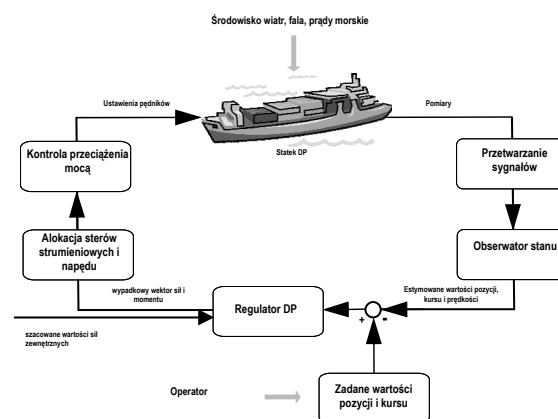 Środowisko wiatr, fala, prądy morskie
Ustawienia pędników
Pomiary
Statek DP
Kontrola przeciążenia
mocą
Przetwarzanie
sygnałów
Alokacja sterów
strumieniowych i
napędu
Obserwator stanu
wypadkowy wektor sił i
momentu
Estymowane wartości pozycji,
kursu i prędkości
Regulator DP
+
-
szacowane wartości sił
zewnętrznych
Operator
Zadane wartości
pozycji i kursu